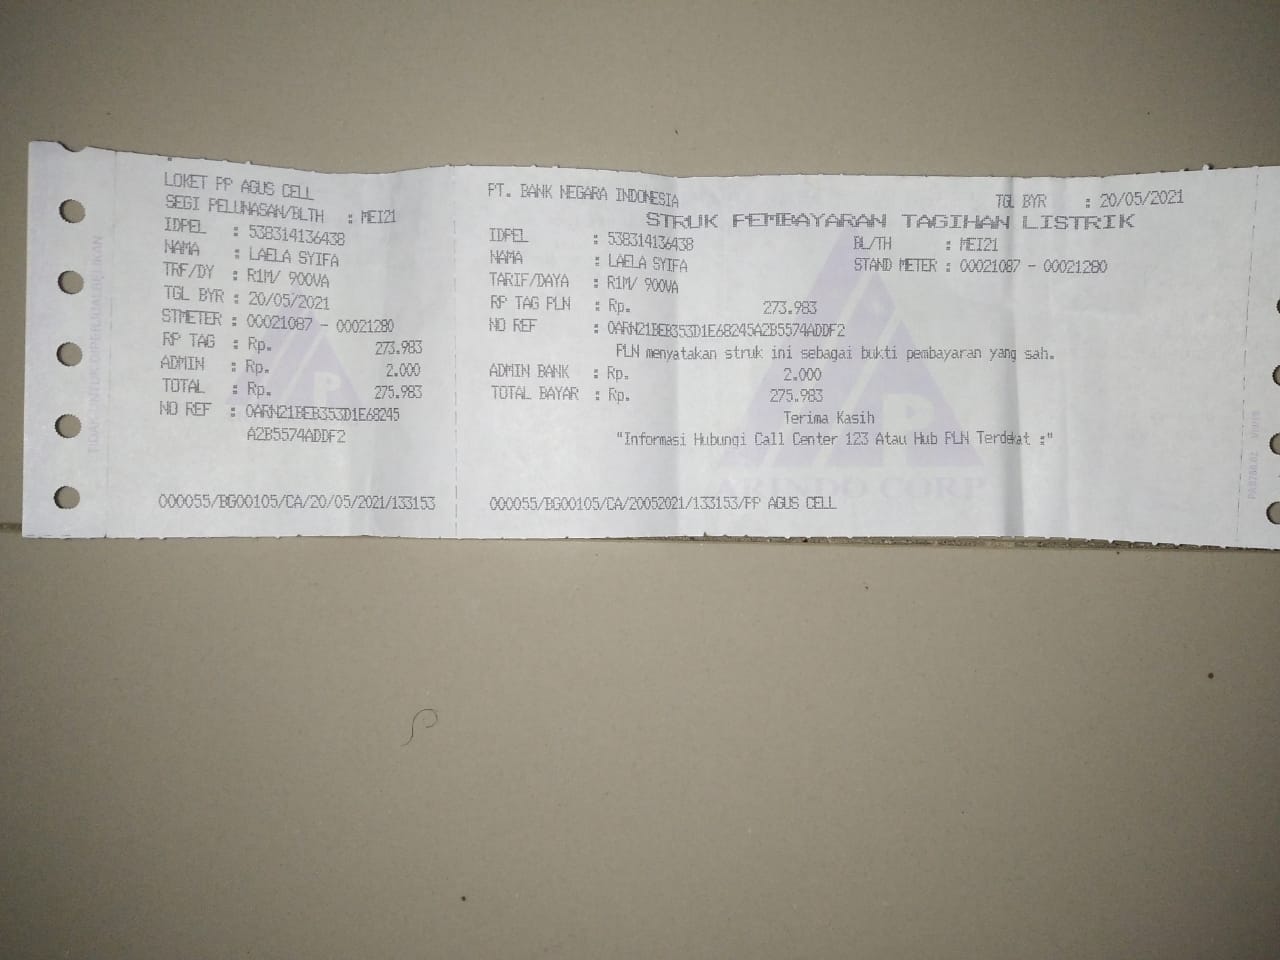 LOKET PP AGUS CELL
SEGI PELUNASAN/BLTH : MEI21
IDPEL : 538314136438
NAMA : LAELA SYIFA
TRF/DY : R1M/ 900VA
TGL BYR : 20/05/2021
STMETER : 00021087 - 00021280
RP TAG : Rp. 273.983
ADMIN : Rp. 2.000
TOTAL : Rp. 275.983
NO REF : 0ARN21BEB353D1E68245
A2B5574ADDF2
000055/BG00105/CA/20/05/2021/133153
PT. BANK NEGARA INDONESIA
TGL BYR : 20/05/2021
STRUK PEMBAYARAN TAGIHAN LISTRIK
IDPEL : 538314136438
BL/TH : MEI21
NAMA : LAELA SYIFA
STAND METER : 00021087 - 00021280
TARIF/DAYA : R1M/ 900VA
RP TAG PLN : Rp. 273.983
NO REF : 0ARN21BEB353D1E68245A2B5574ADDF2
PLN menyatakan struk ini sebagai bukti pembayaran yang sah.
ADMIN BANK : Rp. 2.000
TOTAL BAYAR : Rp. 275.983
Terima Kasih
"Informasi Hubungi Call Center 123 Atau Hub PLN Terdekat :"
000055/BG00105/CA/20052021/133153/PP AGUS CELL
P
P
ARINDO CORP